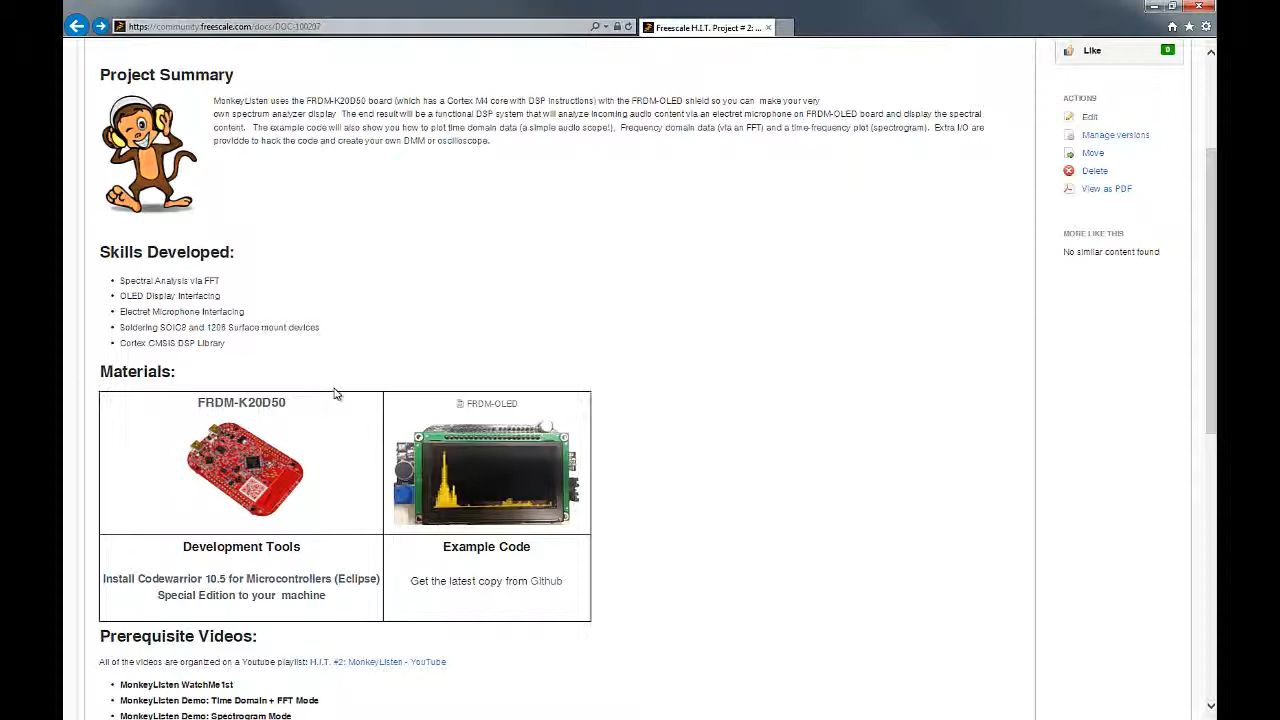 https://community.freescale.com/docs/DOC-100207
Freescale H.I.T. Project # 2: ...
Like
0
Project Summary
MonkeyListen uses the FRDM-K20D50 board (which has a Cortex M4 core with DSP Instructions) with the FRDM-OLED shield so you can make your very
own spectrum analyzer display The end result will be a functional DSP system that will analyze incoming audio content via an electret microphone on FRDM-OLED board and display the spectral
content. The example code will also show you how to plot time domain data (a simple audio scope!), Frequency domain data (via an FFT) and a time-frequency plot (spectrogram). Extra I/O are
providde to hack the code and create your own DMM or oscilloscope.
ACTIONS
Edit
Manage versions
Move
Delete
View as PDF
MORE LIKE THIS
No similar content found
Skills Developed:
• Spectral Analysis via FFT
• OLED Display Interfacing
• Electret Microphone Interfacing
• Soldering SOIC8 and 1206 Surface mount devices
• Cortex CMSIS DSP Library
Materials:
FRDM-K20D50
FRDM-OLED
Development Tools
Example Code
Install Codewarrior 10.5 for Microcontrollers (Eclipse)
Special Edition to your machine
Get the latest copy from Github
Prerequisite Videos:
All of the videos are organized on a Youtube playlist: H.I.T. #2: MonkeyListen - YouTube
• MonkeyListen WatchMe1st
• MonkeyListen Demo: Time Domain + FFT Mode
• MonkeyListen Demo: Spectrogram Mode